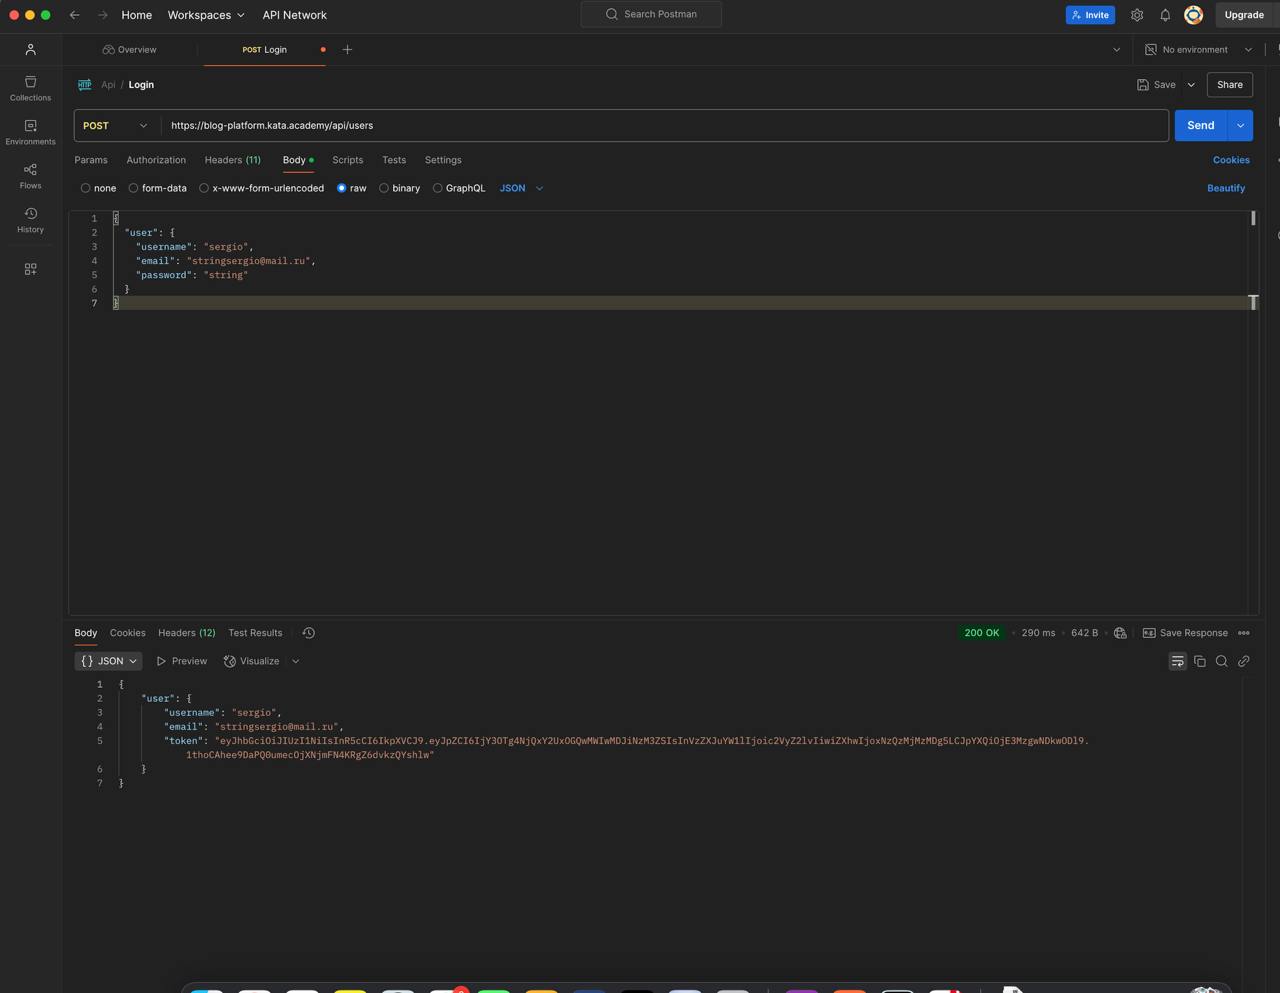 Home
Workspaces
API Network
Search Postman
Invite
Upgrade
Overview
POST Login
No environment
Collections
Environments
Flows
History
HTTP
Api / Login
Save
Share
POST
https://blog-platform.kata.academy/api/users
Send
Params
Authorization
Headers (11)
Body
Scripts
Tests
Settings
Cookies
none
form-data
x-www-form-urlencoded
raw
binary
GraphQL
JSON
Beautify
1 {
2 "user": {
3 "username": "sergio",
4 "email": "stringsergio@mail.ru",
5 "password": "string"
6 }
7 }
Body
Cookies
Headers (12)
Test Results
200 OK
290 ms
642 B
Save Response
{} JSON
Preview
Visualize
1 {
2 "user": {
3 "username": "sergio",
4 "email": "stringsergio@mail.ru",
5 "token": "eyJhbGciOiJIUzI1NiIsInR5cCI6IkpXVCJ9.eyJpZCI6IjY3OTg4NjQxY2UxOGQwMWIwMDJiNzM3ZSIsInVzZXJuYW1lIjoic2VyZ2lvIiwiZXhwIjoxNzQzMjMzMDg5LCJpYXQiOjE3MzgwNDkwODl9.
1thoCAhee9DaPQ0umecOjXNjmFN4KRgZ6dvkzQYshlw"
6 }
7 }